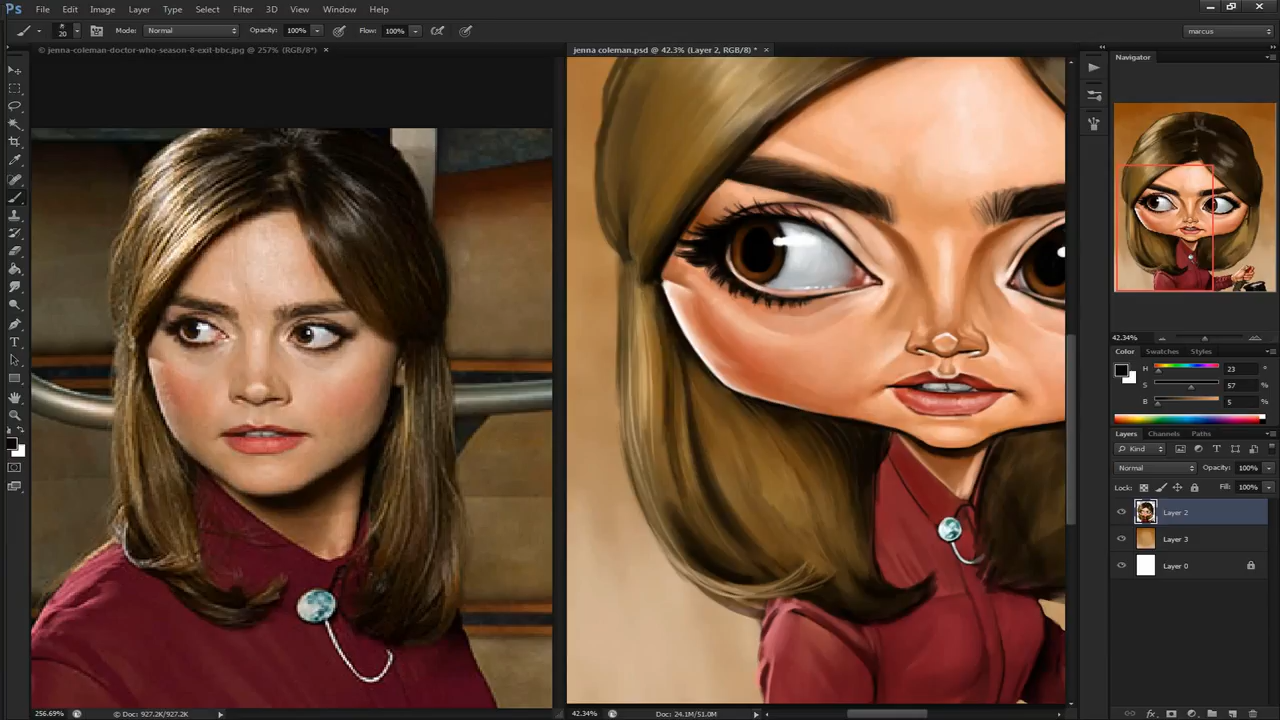 Ps File Edit Image Layer Type Select Filter 3D View Window Help
20 Mode: Normal Opacity: 100% Flow: 100% marcus
© jenna-coleman-doctor-who-season-8-exit-bbc.jpg @ 257% (RGB/8*) ×
jenna coleman.psd @ 42.3% (Layer 2, RGB/8) * ×
Navigator
42.34%
Color Swatches Styles
H 23 °
S 57 %
B 5 %
Layers Channels Paths
Kind
Normal Opacity: 100%
Lock: Fill: 100%
Layer 2
Layer 3
Layer 0
256.69% © Doc: 927.2K/927.2K
42.34% Doc: 24.1M/51.0M